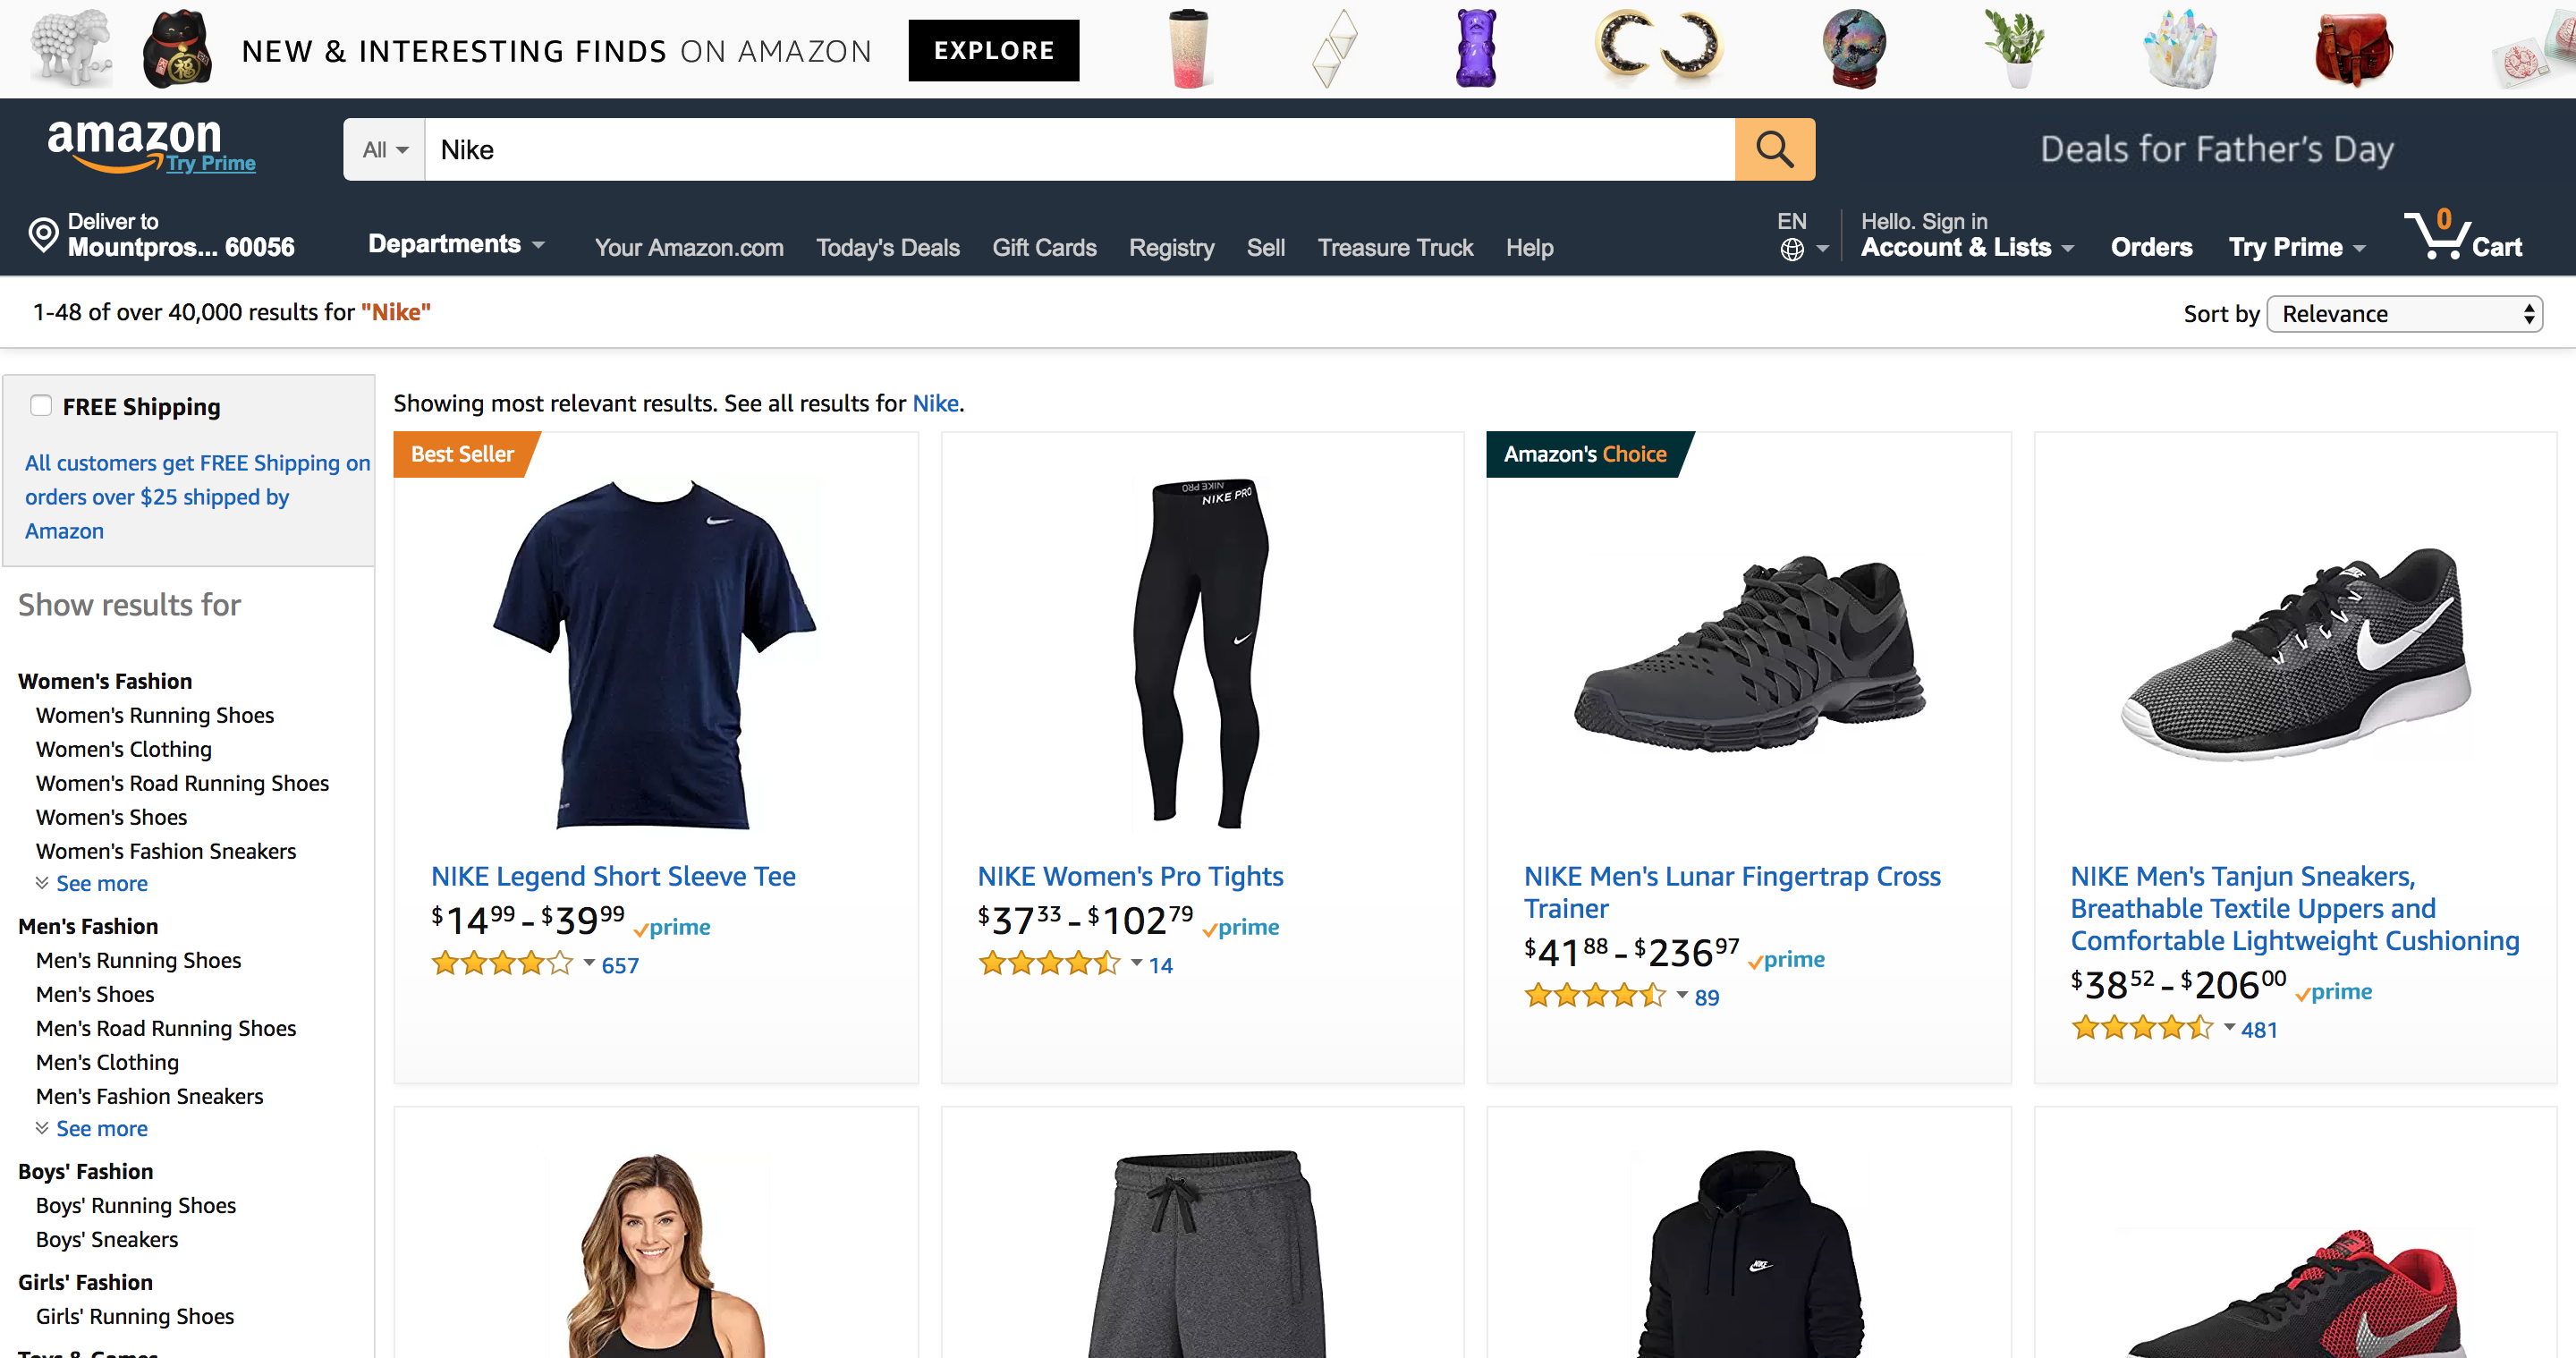 NEW & INTERESTING FINDS ON AMAZON
EXPLORE
amazon
Try Prime
All
Nike
Deals for Father's Day
Deliver to
Mountpros... 60056
Departments
Your Amazon.com
Today's Deals
Gift Cards
Registry
Sell
Treasure Truck
Help
EN
Hello. Sign in
Account & Lists
Orders
Try Prime
0
Cart
1-48 of over 40,000 results for "Nike"
Sort by
Relevance
FREE Shipping
All customers get FREE Shipping on
orders over $25 shipped by
Amazon
Show results for
Women's Fashion
Women's Running Shoes
Women's Clothing
Women's Road Running Shoes
Women's Shoes
Women's Fashion Sneakers
See more
Men's Fashion
Men's Running Shoes
Men's Shoes
Men's Road Running Shoes
Men's Clothing
Men's Fashion Sneakers
See more
Boys' Fashion
Boys' Running Shoes
Boys' Sneakers
Girls' Fashion
Girls' Running Shoes
Toys & Games
Showing most relevant results. See all results for Nike.
Best Seller
NIKE Legend Short Sleeve Tee
$14.99 - $39.99 prime
657
NIKE PRO
NIKE PRO
NIKE Women's Pro Tights
$37.33 - $102.79 prime
14
Amazon's Choice
NIKE Men's Lunar Fingertrap Cross
Trainer
$41.88 - $236.97 prime
89
NIKE Men's Tanjun Sneakers,
Breathable Textile Uppers and
Comfortable Lightweight Cushioning
$38.52 - $206.00 prime
481
NIKE